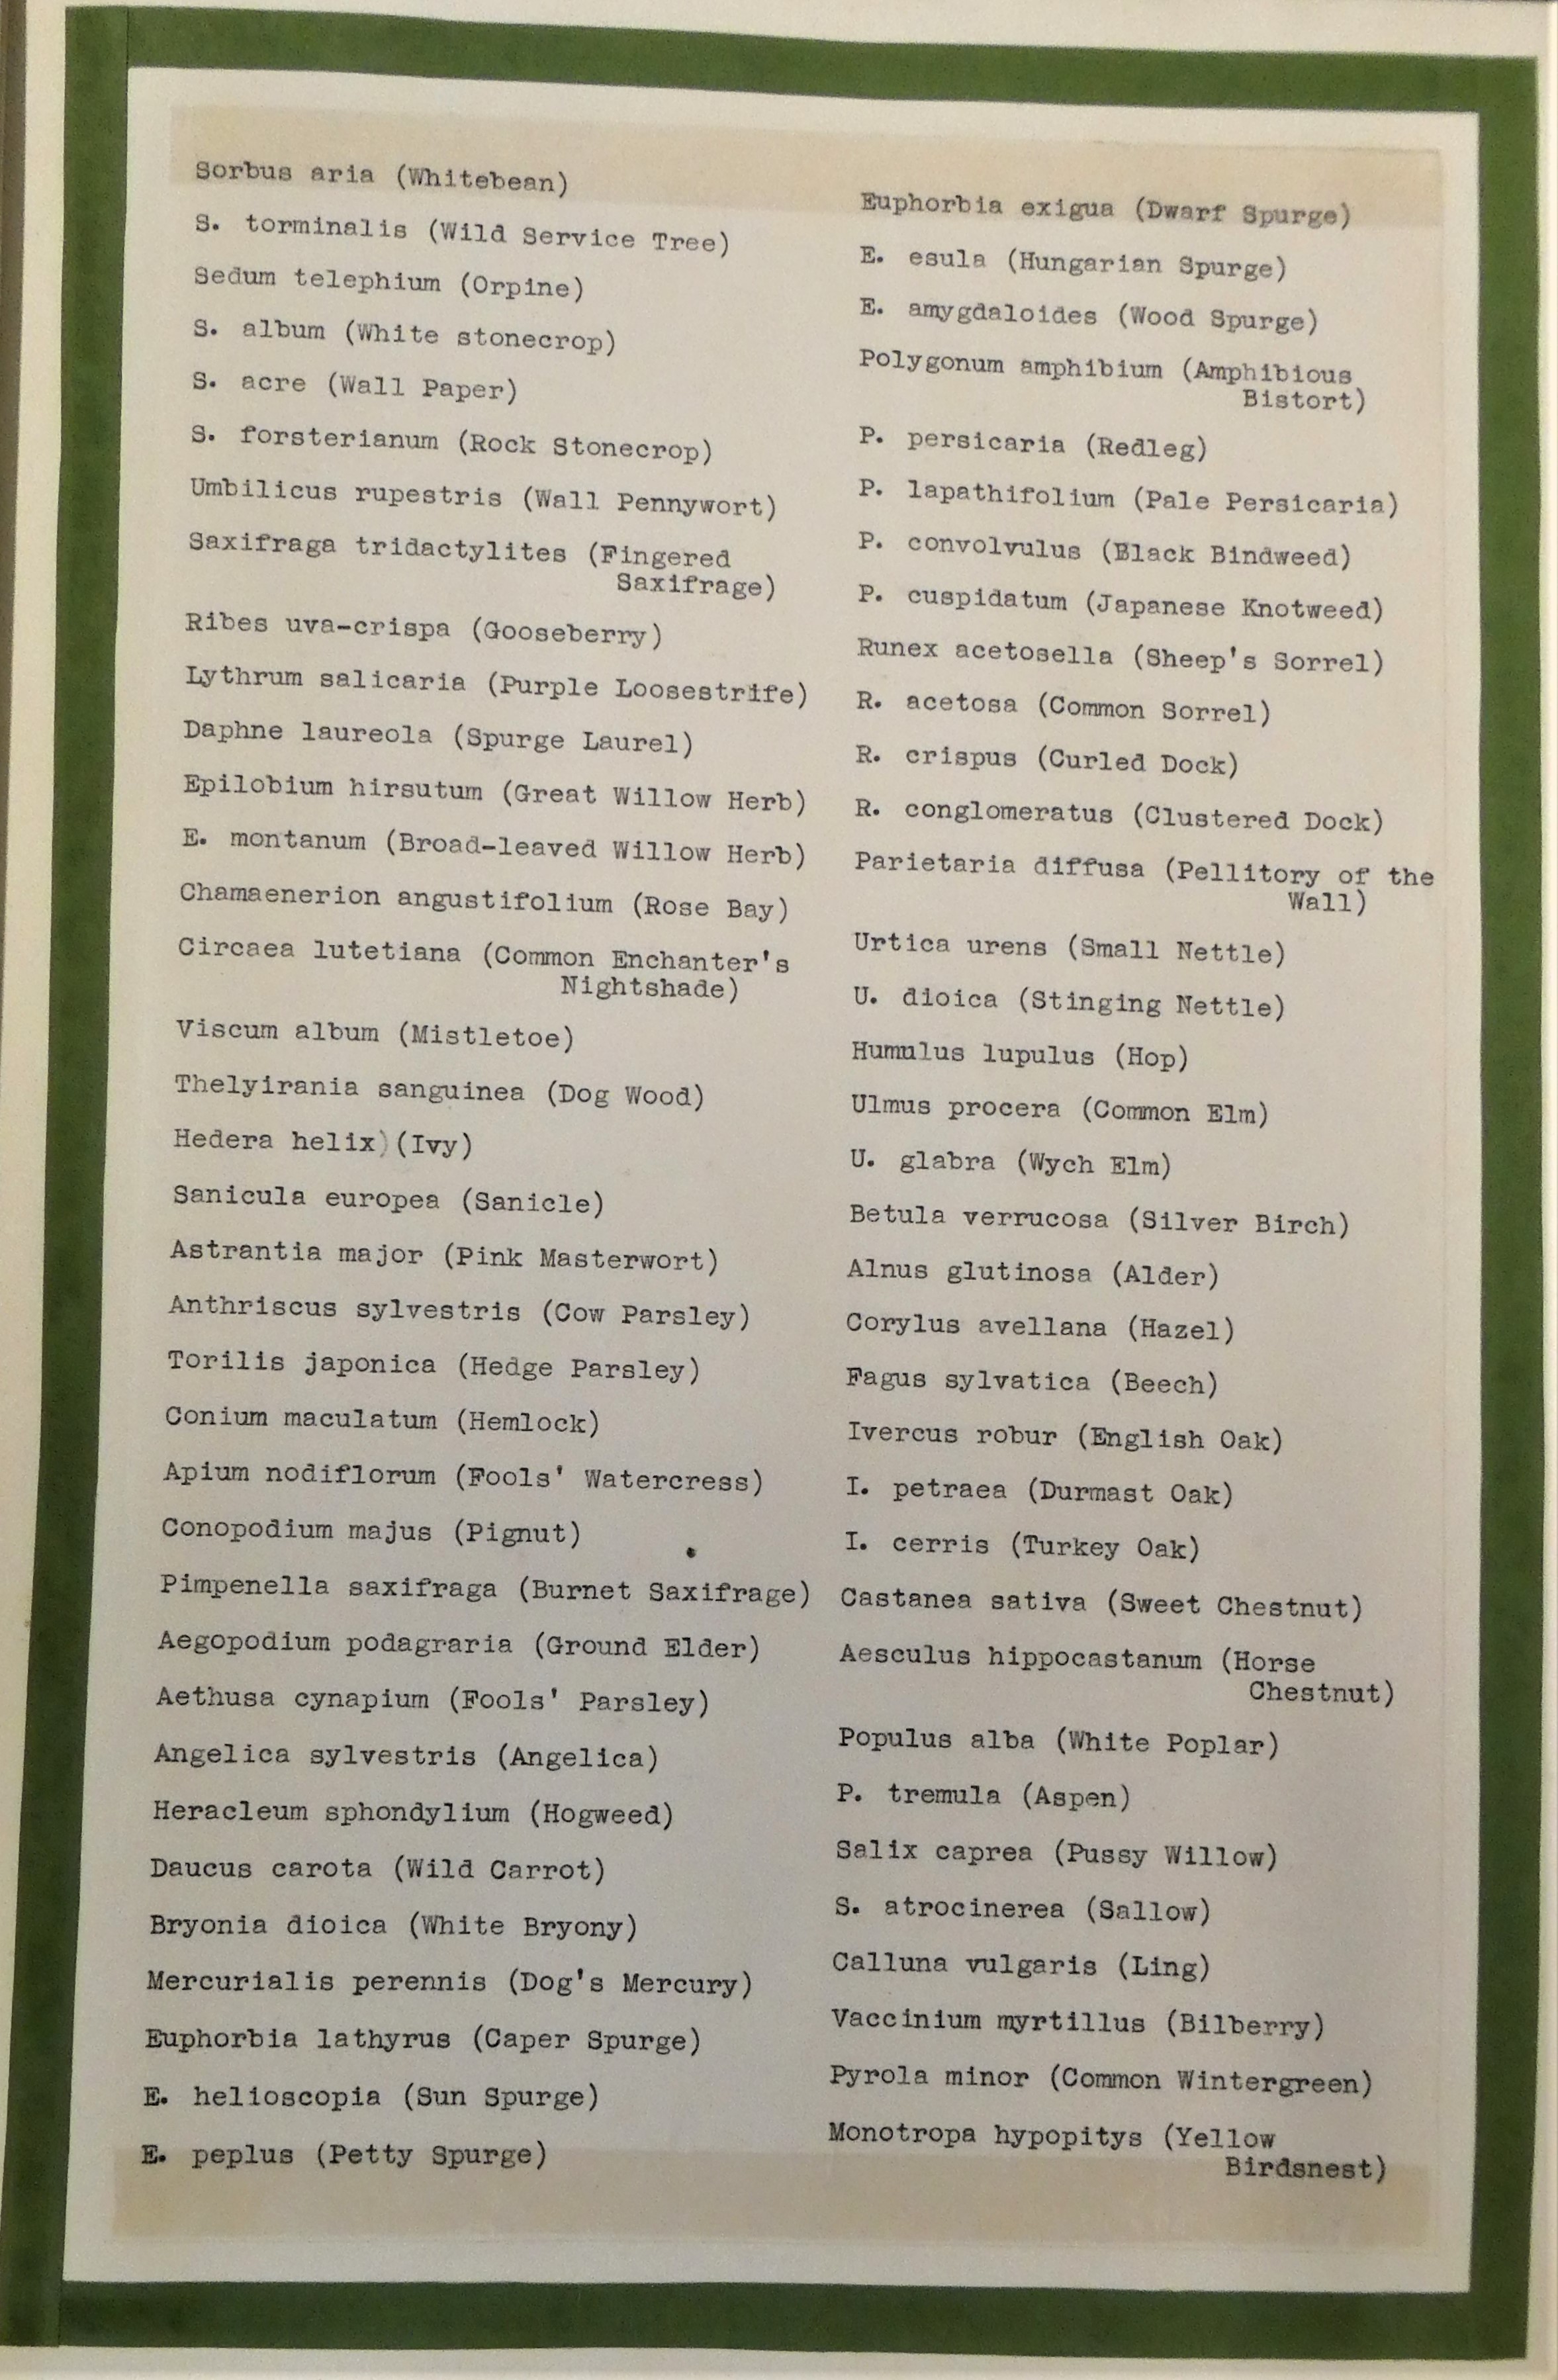 Sorbus aria (Whitebean)
S. torminalis (Wild Service Tree)
Sedum telephium (Orpine)
S. album (White stonecrop)
S. acre (Wall Paper)
S. forsterianum (Rock Stonecrop)
Umbilicus rupestris (Wall Pennywort)
Saxifraga tridactylites (Fingered
Saxifrage)
Ribes uva-crispa (Gooseberry)
Lythrum salicaria (Purple Loosestrife)
Daphne laureola (Spurge Laurel)
Epilobium hirsutum (Great Willow Herb)
E. montanum (Broad-leaved Willow Herb)
Chamaenerion angustifolium (Rose Bay)
Circaea lutetiana (Common Enchanter's
Nightshade)
Viscum album (Mistletoe)
Thelyirania sanguinea (Dog Wood)
Hedera helix) (Ivy)
Sanicula europea (Sanicle)
Astrantia major (Pink Masterwort)
Anthriscus sylvestris (Cow Parsley)
Torilis japonica (Hedge Parsley)
Conium maculatum (Hemlock)
Apium nodiflorum (Fools' Watercress)
Conopodium majus (Pignut)
Pimpenella saxifraga (Burnet Saxifrage)
Aegopodium podagraria (Ground Elder)
Aethusa cynapium (Fools' Parsley)
Angelica sylvestris (Angelica)
Heracleum sphondylium (Hogweed)
Daucus carota (Wild Carrot)
Bryonia dioica (White Bryony)
Mercurialis perennis (Dog's Mercury)
Euphorbia lathyrus (Caper Spurge)
E. helioscopia (Sun Spurge)
E. peplus (Petty Spurge)
Euphorbia exigua (Dwarf Spurge)
E. esula (Hungarian Spurge)
E. amygdaloides (Wood Spurge)
Polygonum amphibium (Amphibious
Bistort)
P. persicaria (Redleg)
P. lapathifolium (Pale Persicaria)
P. convolvulus (Black Bindweed)
P. cuspidatum (Japanese Knotweed)
Runex acetosella (Sheep's Sorrel)
R. acetosa (Common Sorrel)
R. crispus (Curled Dock)
R. conglomeratus (Clustered Dock)
Parietaria diffusa (Pellitory of the
Wall)
Urtica urens (Small Nettle)
U. dioica (Stinging Nettle)
Humulus lupulus (Hop)
Ulmus procera (Common Elm)
U. glabra (Wych Elm)
Betula verrucosa (Silver Birch)
Alnus glutinosa (Alder)
Corylus avellana (Hazel)
Fagus sylvatica (Beech)
Ivercus robur (English Oak)
I. petraea (Durmast Oak)
I. cerris (Turkey Oak)
Castanea sativa (Sweet Chestnut)
Aesculus hippocastanum (Horse
Chestnut)
Populus alba (White Poplar)
P. tremula (Aspen)
Salix caprea (Pussy Willow)
S. atrocinerea (Sallow)
Calluna vulgaris (Ling)
Vaccinium myrtillus (Bilberry)
Pyrola minor (Common Wintergreen)
Monotropa hypopitys (Yellow
Birdsnest)